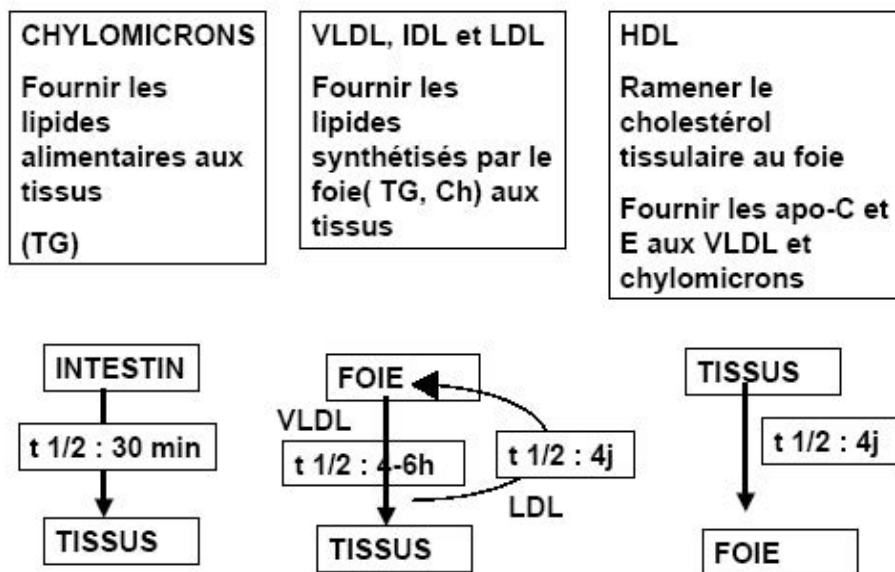 CHYLOMICRONS
Fournir les
lipides
alimentaires aux
tissus
(TG)
VLDL, IDL et LDL
Fournir les
lipides
synthétisés par le
foie( TG, Ch) aux
tissus
HDL
Ramener le
cholestérol
tissulaire au foie
Fournir les apo-C et
E aux VLDL et
chylomicrons
INTESTIN
t 1/2 : 30 min
TISSUS
FOIE
VLDL
t 1/2 : 4-6h
t 1/2 : 4j
LDL
TISSUS
TISSUS
t 1/2 : 4j
FOIE